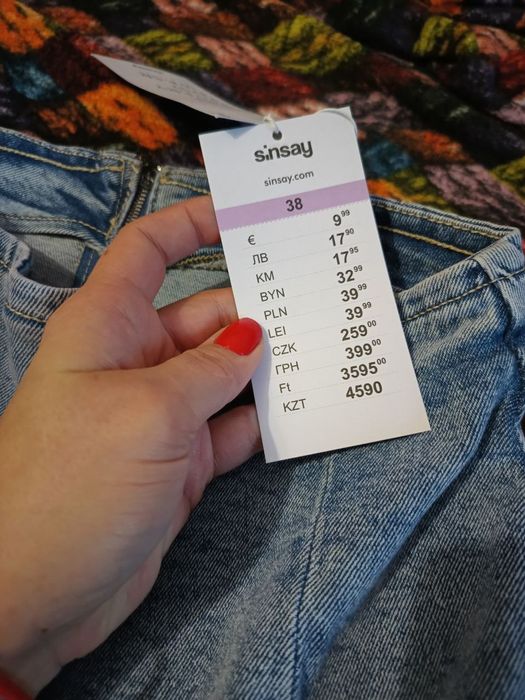 sinsay
sinsay.com
38
€ 9⁹⁹
ЛВ 17⁹⁰
KM 17⁹⁵
BYN 32⁹⁹
PLN 39⁹⁹
LEI 39⁹⁹
CZK 259⁰⁰
ГРН 399⁰⁰
Ft 3595⁰⁰
KZT 4590